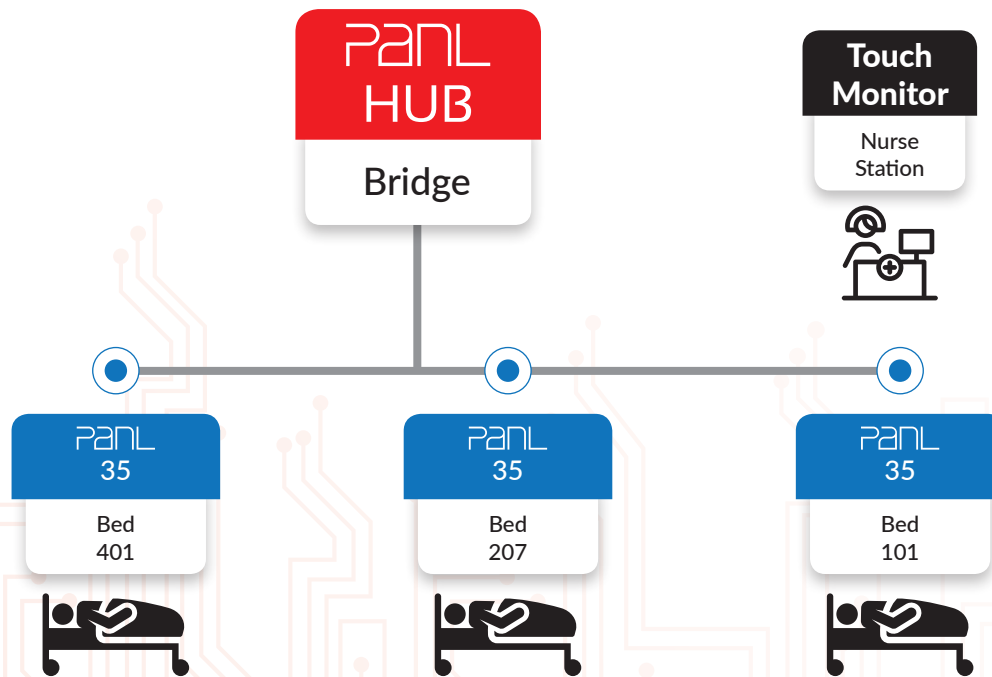 PanL
HUB
Bridge
Touch
Monitor
Nurse
Station
PanL
35
Bed
401
PanL
35
Bed
207
PanL
35
Bed
101